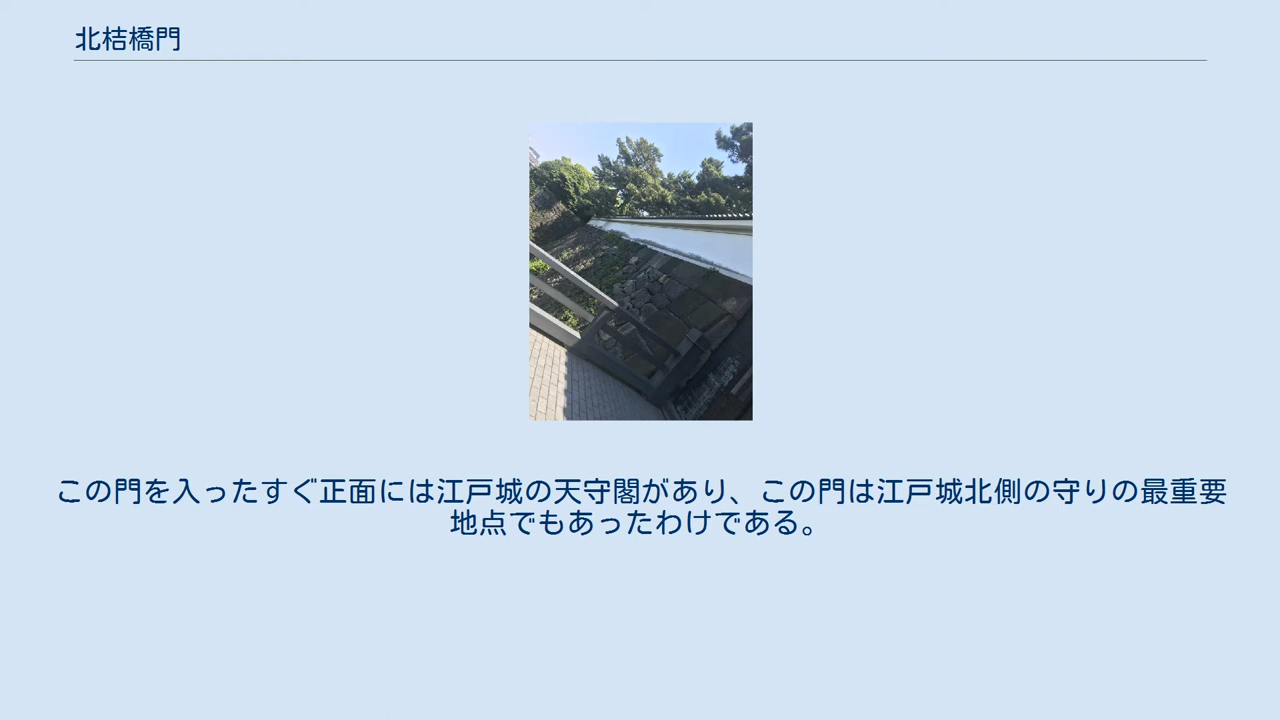 北桔橋門
この門を入ったすぐ正面には江戸城の天守閣があり、この門は江戸城北側の守りの最重要
地点でもあったわけである。